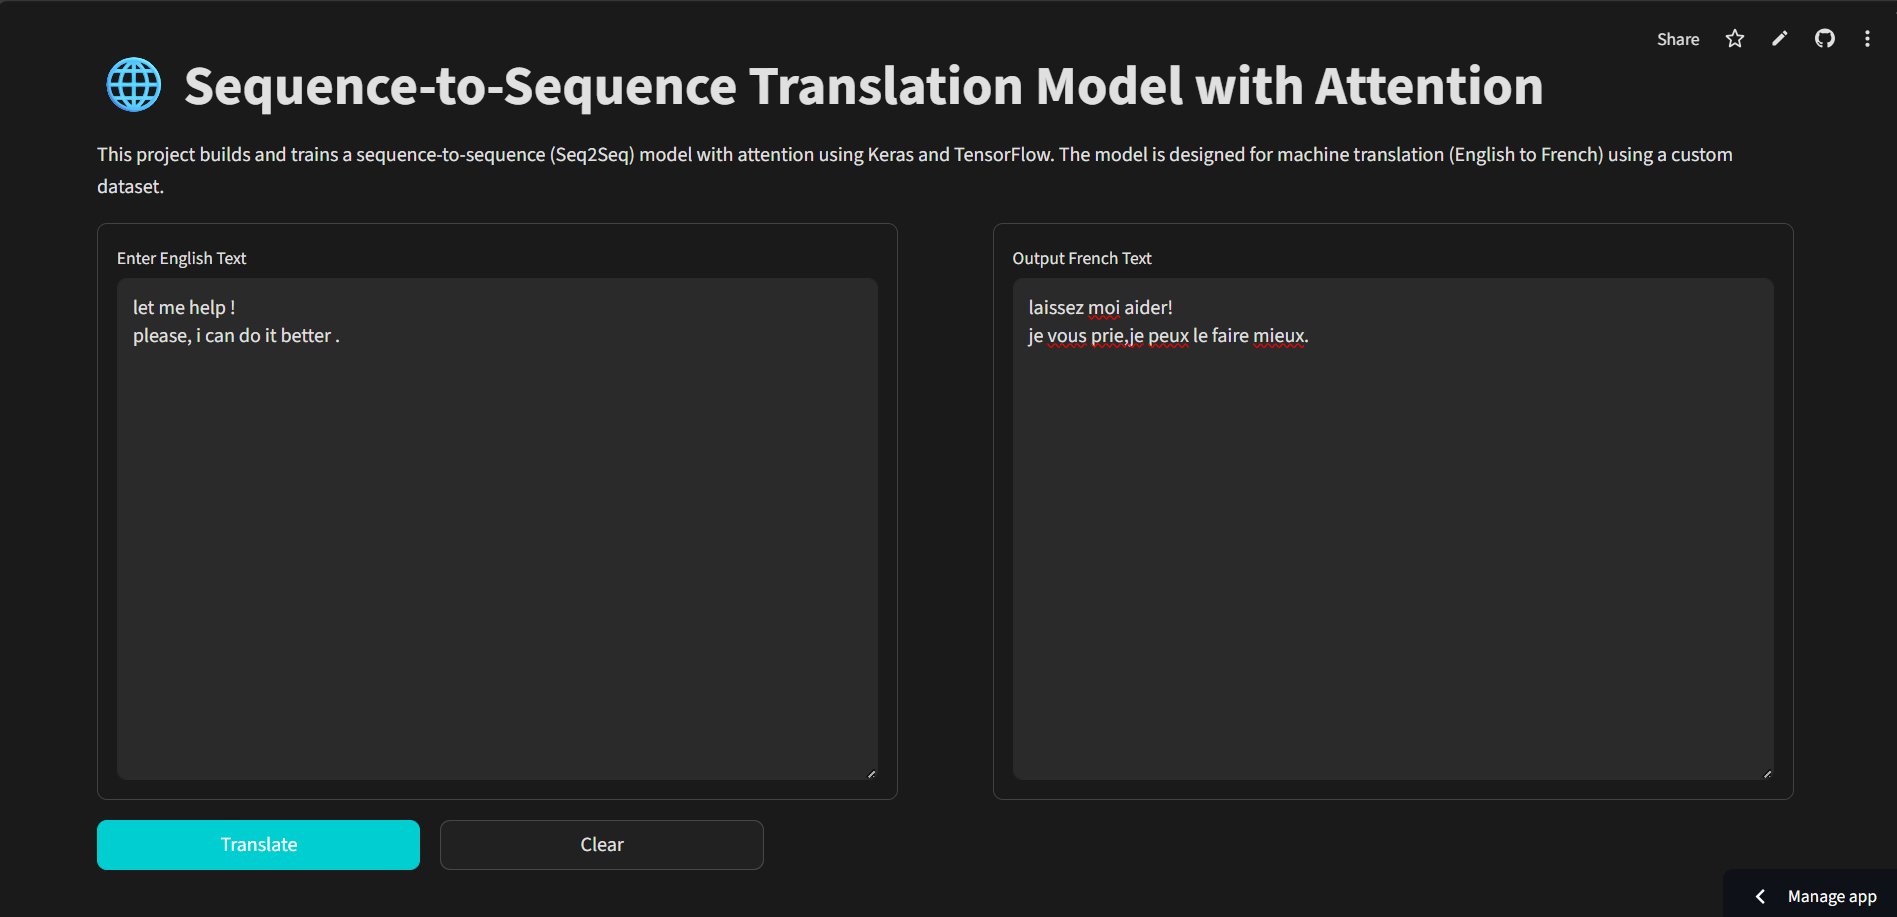 Share
Sequence-to-Sequence Translation Model with Attention
This project builds and trains a sequence-to-sequence (Seq2Seq) model with attention using Keras and TensorFlow. The model is designed for machine translation (English to French) using a custom
dataset.
Enter English Text
let me help !
please, i can do it better .
Output French Text
laissez moi aider!
je vous prie,je peux le faire mieux.
Translate
Clear
Manage app